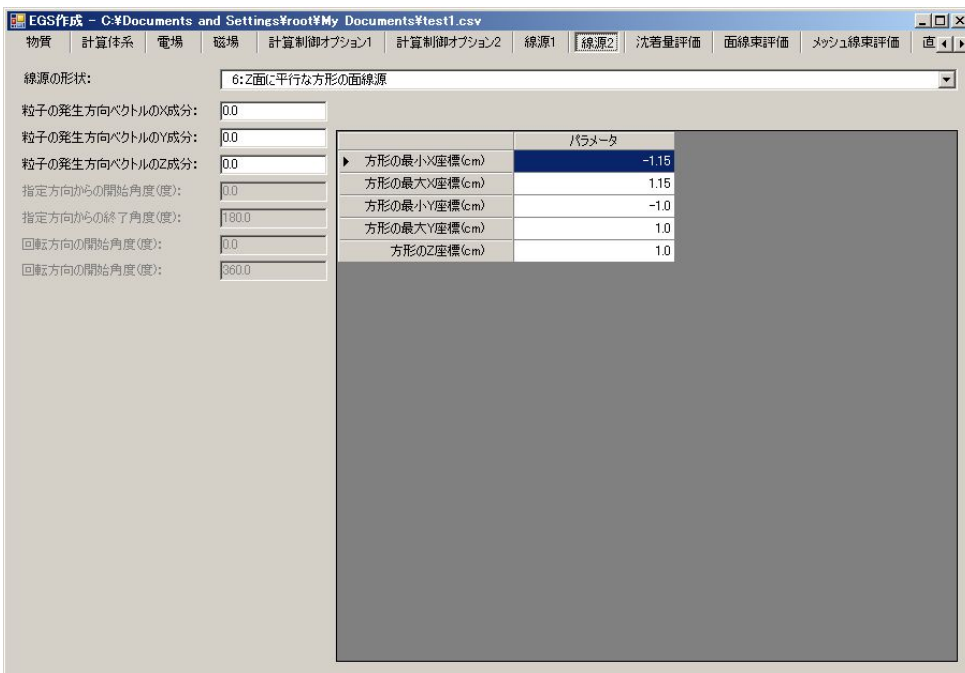 EGS作成 - C:¥Documents and Settings¥root¥My Documents¥test1.csv
物質 計算体系 電場 磁場 計算制御オプション1 計算制御オプション2 線源1 線源2 沈着量評価 面線束評価 メッシュ線束評価 直
線源の形状: 6:Z面に平行な方形の面線源
粒子の発生方向ベクトルのX成分: 0.0
粒子の発生方向ベクトルのY成分: 0.0
粒子の発生方向ベクトルのZ成分: 0.0
指定方向からの開始角度(度): 0.0
指定方向からの終了角度(度): 180.0
回転方向の開始角度(度): 0.0
回転方向の開始角度(度): 360.0
パラメータ
方形の最小X座標(cm) -1.15
方形の最大X座標(cm) 1.15
方形の最小Y座標(cm) -1.0
方形の最大Y座標(cm) 1.0
方形のZ座標(cm) 1.0